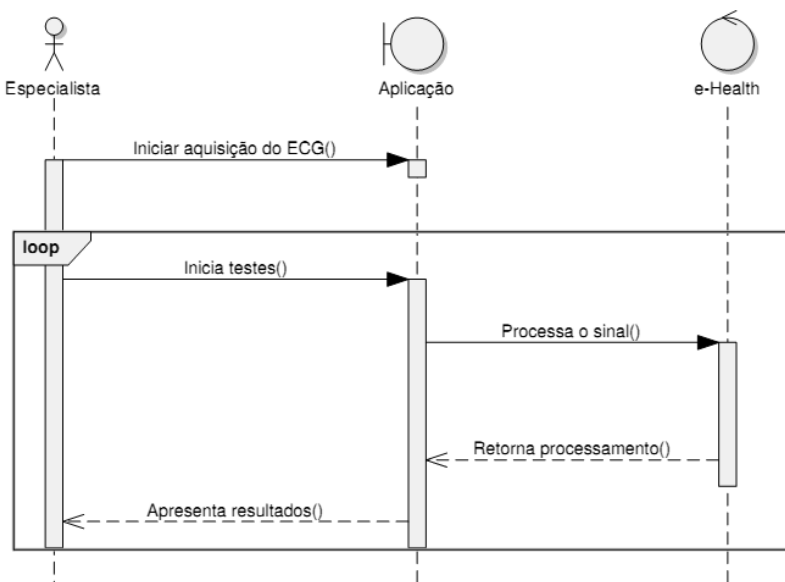 Especialista
Aplicação
e-Health
Iniciar aquisição do ECG()
loop
Inicia testes()
Processa o sinal()
Retorna processamento()
Apresenta resultados()